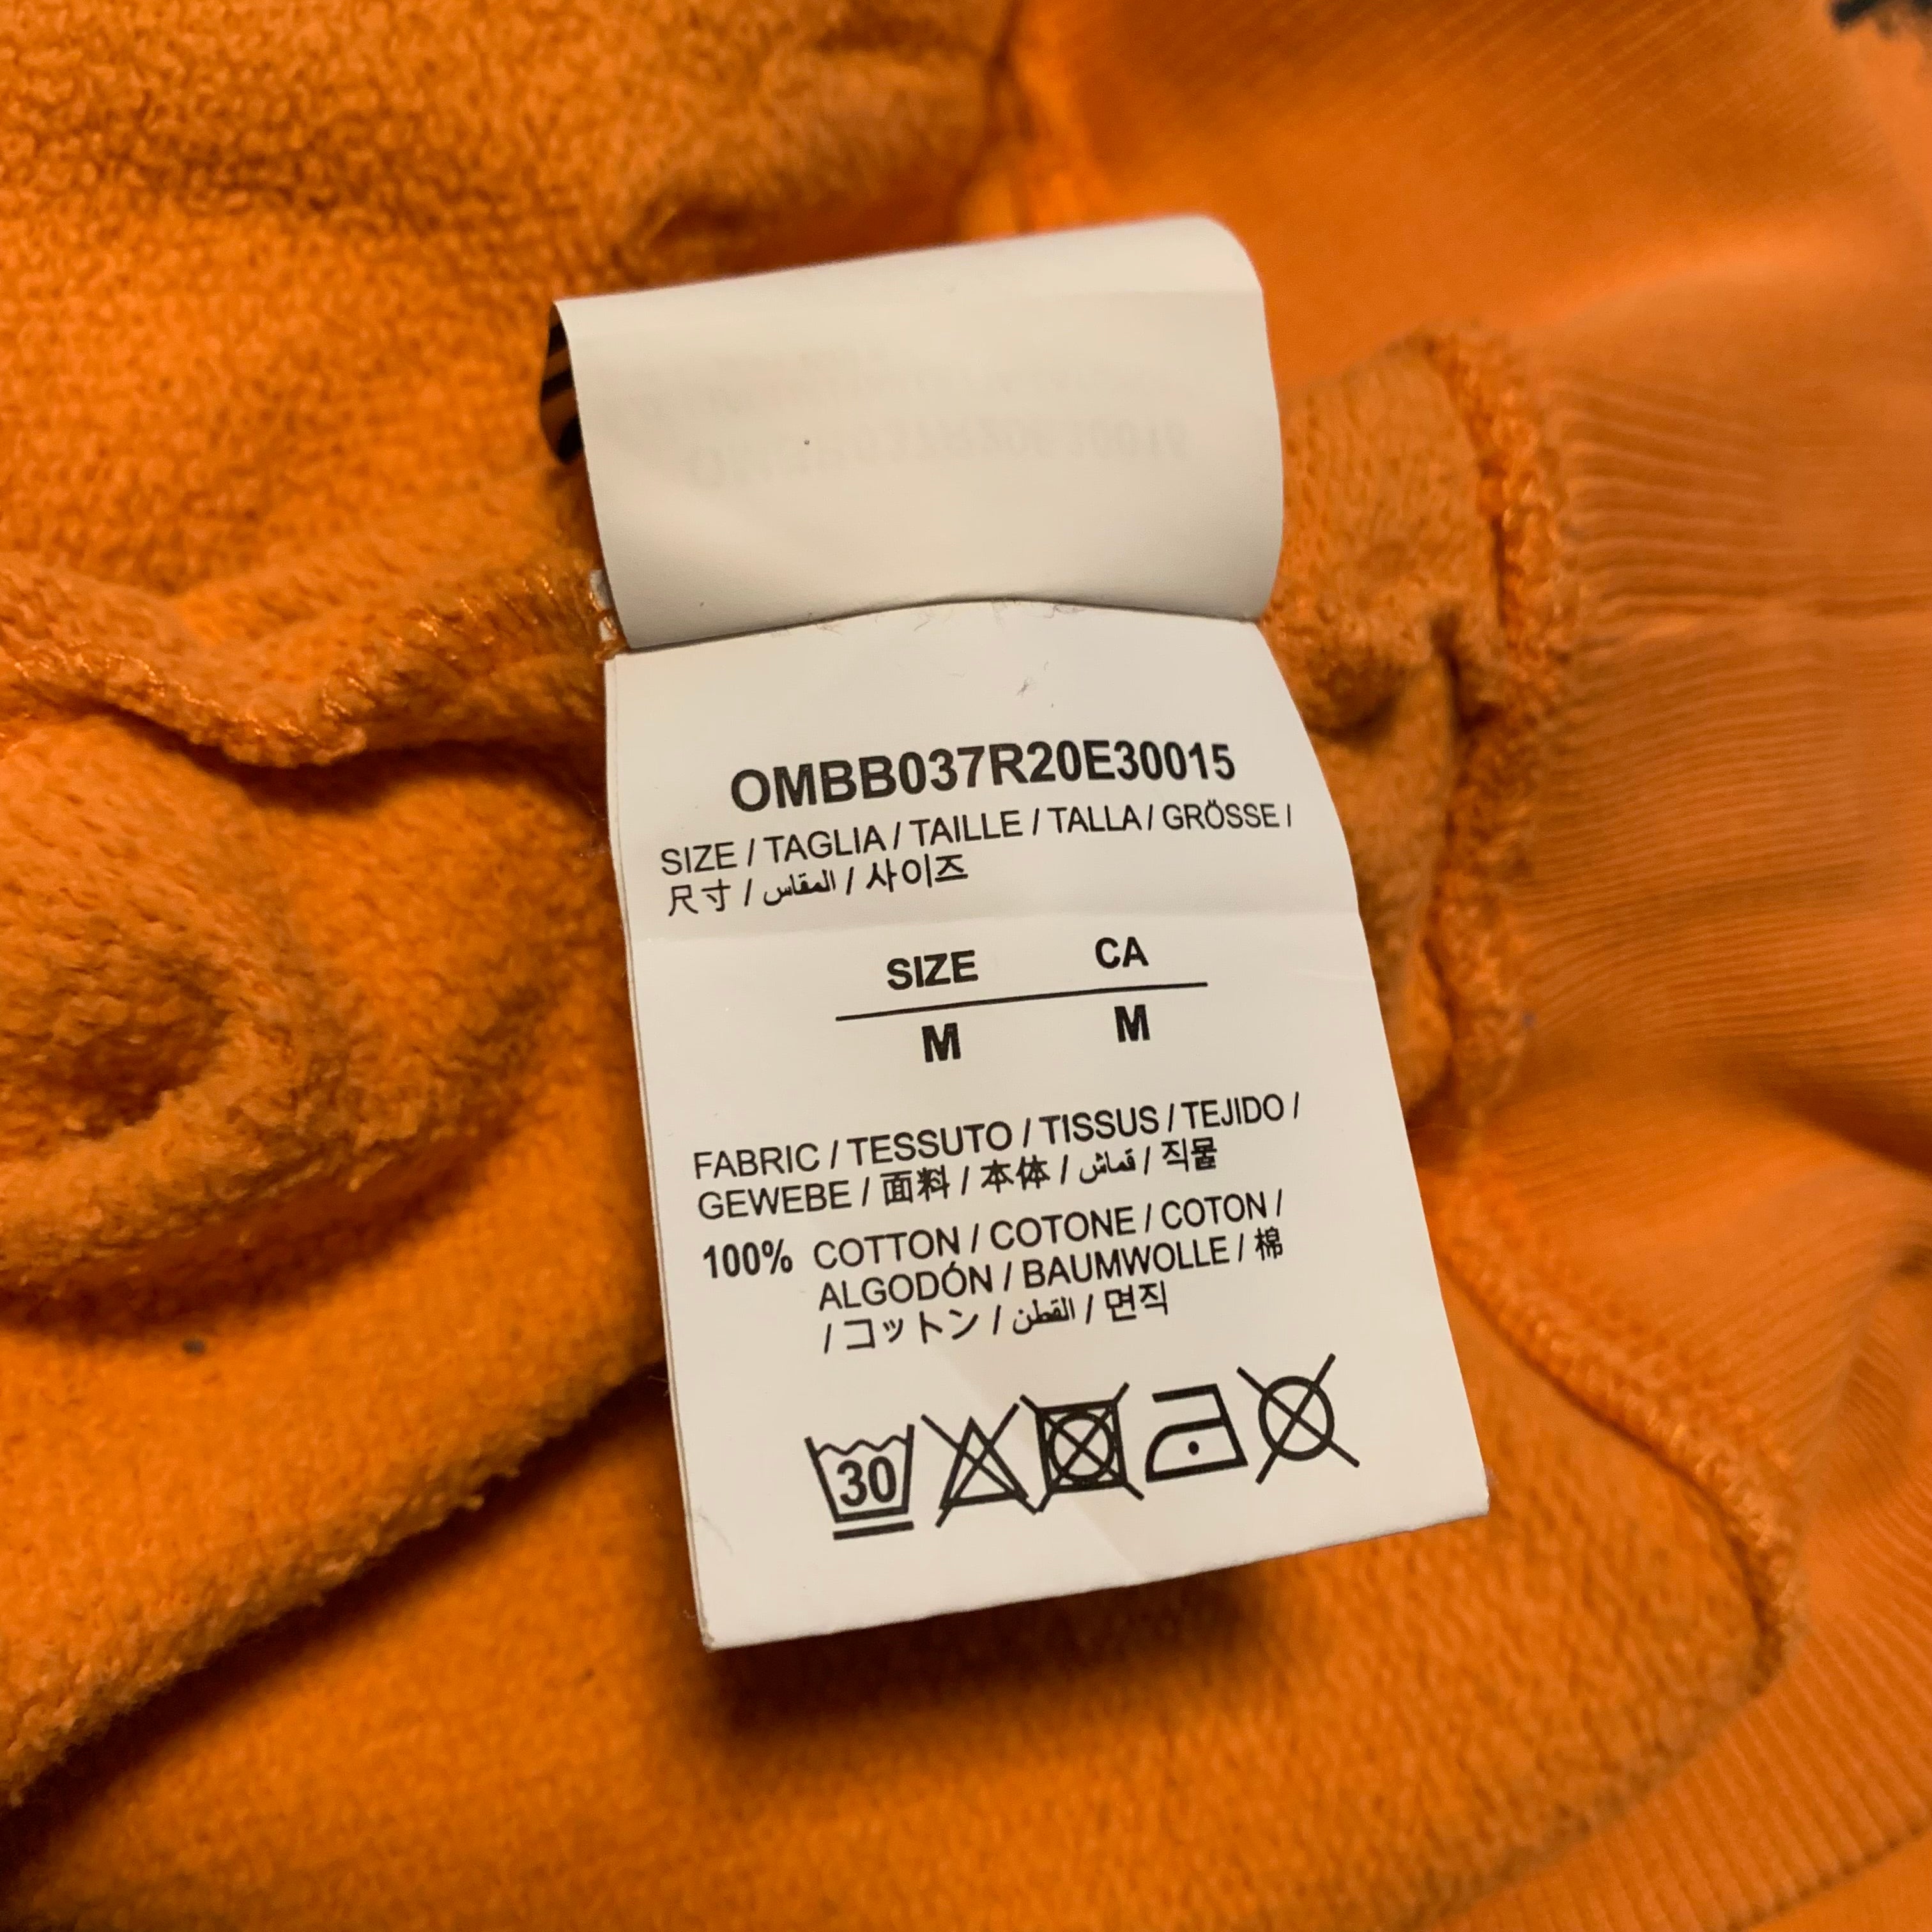 OMBB037R20E30015
SIZE / TAGLIA / TAILLE / TALLA / GRÖSSE /
尺寸 / المقاس / 사이즈
SIZE CA
M M
FABRIC / TESSUTO / TISSUS / TEJIDO /
GEWEBE / 面料 / 本体 / قماش / 직물
100% COTTON / COTONE / COTON /
ALGODÓN / BAUMWOLLE / 棉
/ コットン / القطن / 면직
30